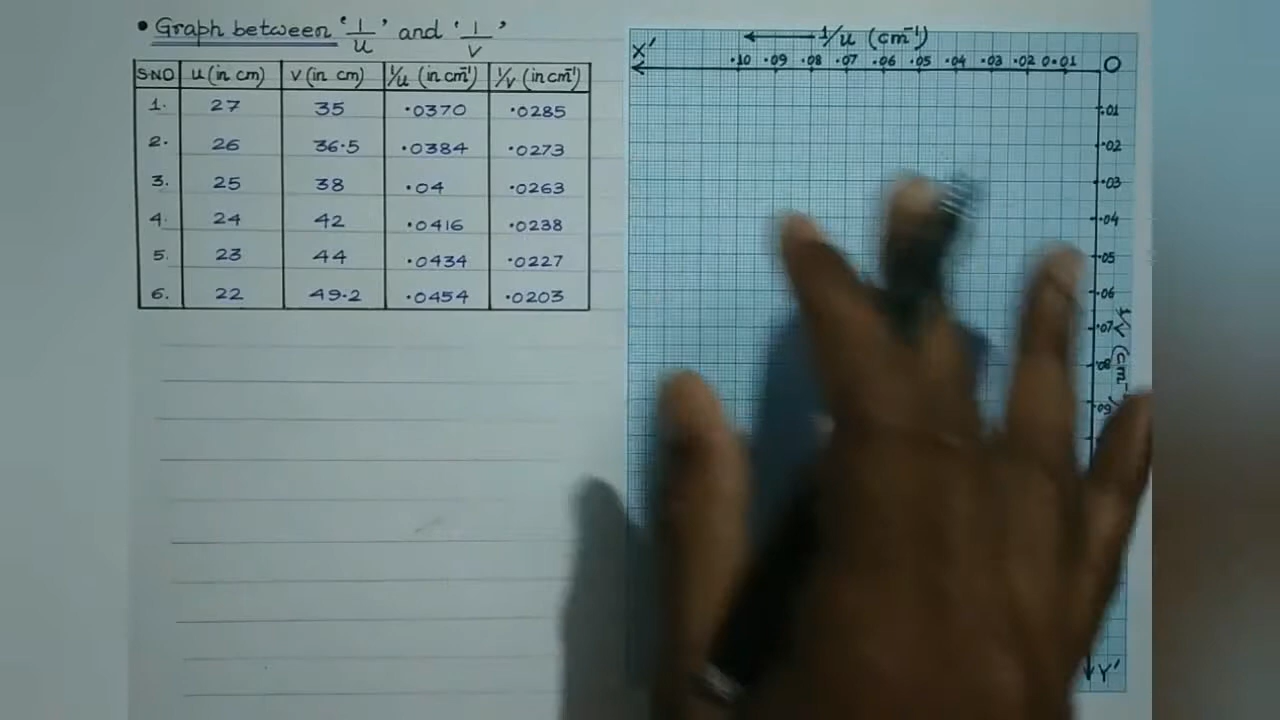 • Graph between '1/u' and '1/v'
S·NO u (in cm) v (in cm) 1/u (in cm⁻¹) 1/v (in cm⁻¹)
1. 27 35 ·0370 ·0285
2. 26 36·5 ·0384 ·0273
3. 25 38 ·04 ·0263
4. 24 42 ·0416 ·0238
5. 23 44 ·0434 ·0227
6. 22 49·2 ·0454 ·0203
1/u (cm⁻¹)
X' ·10 ·09 ·08 ·07 ·06 ·05 ·04 ·03 ·02 0·01 O
·01
·02
·03
·04
·05
·06
·07
·08
·09
1/v (cm⁻¹)
Y'